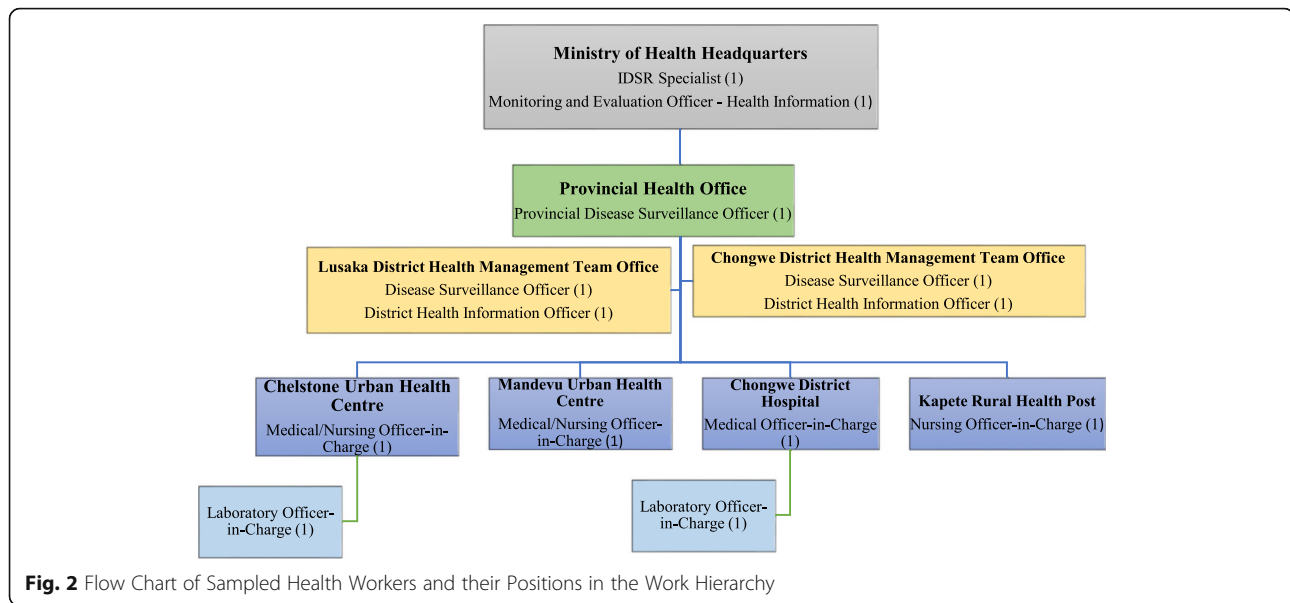 Ministry of Health Headquarters
IDSR Specialist (1)
Monitoring and Evaluation Officer - Health Information (1)
Provincial Health Office
Provincial Disease Surveillance Officer (1)
Lusaka District Health Management Team Office
Disease Surveillance Officer (1)
District Health Information Officer (1)
Chongwe District Health Management Team Office
Disease Surveillance Officer (1)
District Health Information Officer (1)
Chelstone Urban Health
Centre
Medical/Nursing Officer-in-
Charge (1)
Mandevu Urban Health
Centre
Medical/Nursing Officer-
in-Charge (1)
Chongwe District
Hospital
Medical Officer-in-Charge
(1)
Kapete Rural Health Post
Nursing Officer-in-Charge (1)
Laboratory Officer-
in-Charge (1)
Laboratory Officer-
in-Charge (1)
Fig. 2 Flow Chart of Sampled Health Workers and their Positions in the Work Hierarchy